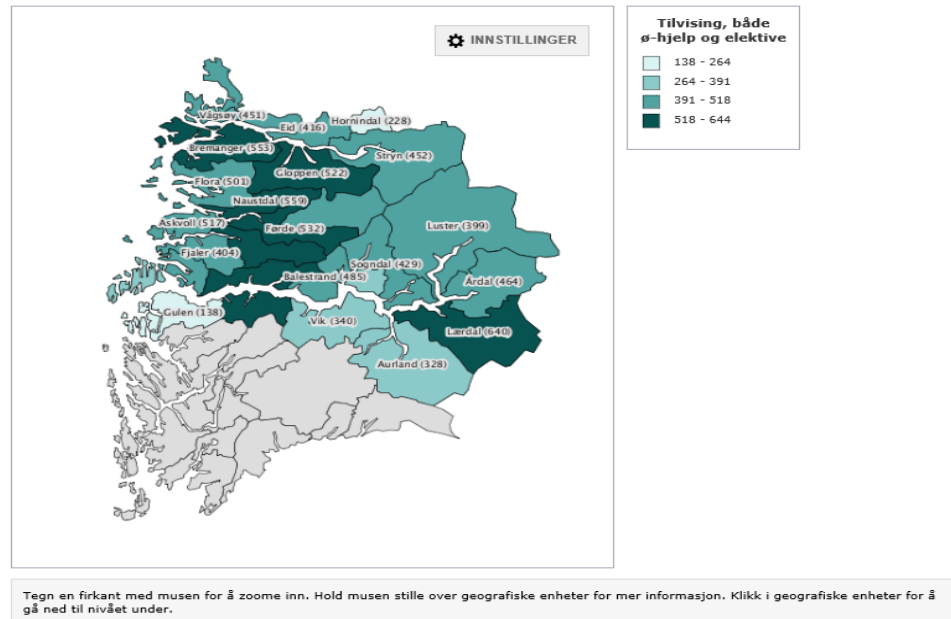 INNSTILLINGER
Tilvising, både
ø-hjelp og elektive
138 - 264
264 - 391
391 - 518
518 - 644
Vågsøy (451)
Eid (416)
Hornindal (228)
Bremanger (553)
Stryn (452)
Gloppen (522)
Flora (501)
Naustdal (559)
Askvoll (517)
Førde (532)
Luster (399)
Fjaler (404)
Sogndal (429)
Balestrand (485)
Årdal (464)
Gulen (138)
Vik (340)
Lærdal (640)
Aurland (328)
Tegn en firkant med musen for å zoome inn. Hold musen stille over geografiske enheter for mer informasjon. Klikk i geografiske enheter for å
gå ned til nivået under.